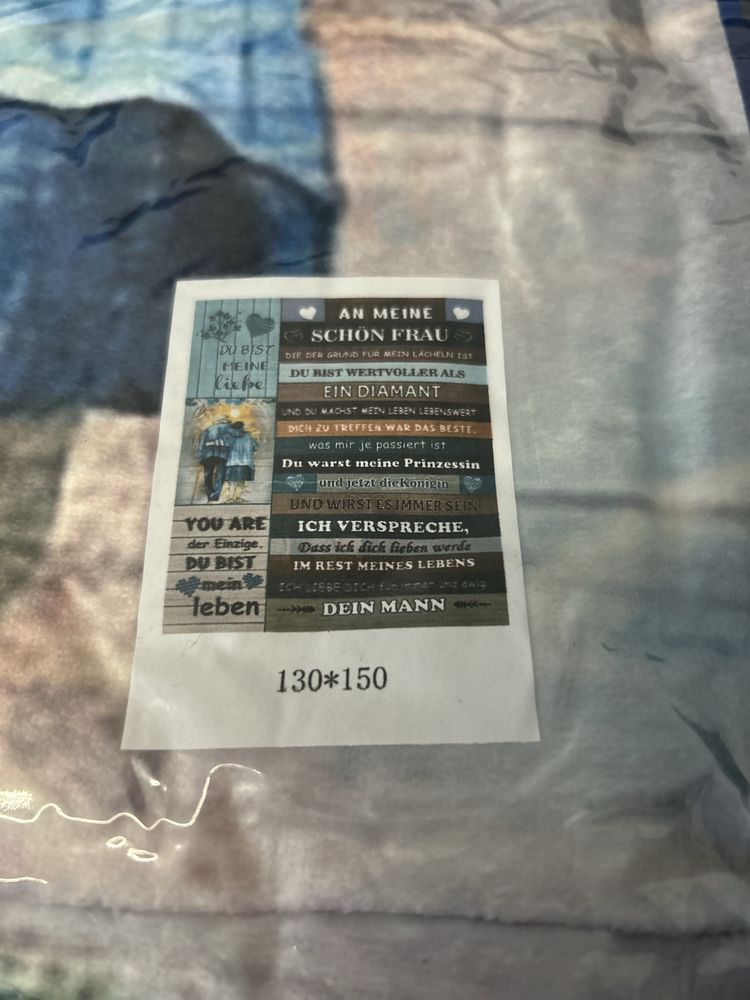 DU BIST
MEINE
liebe
YOU ARE
der Einzige.
DU BIST
mein
leben
AN MEINE
SCHÖN FRAU
DIE DER GRUND FÜR MEIN LÄCHELN IST
DU BIST WERTVOLLER ALS
EIN DIAMANT
UND DU MACHST MEIN LEBEN LEBENSWERT
DICH ZU TREFFEN WAR DAS BESTE,
was mir je passiert ist
Du warst meine Prinzessin
und jetzt dieKönigin
UND WIRST ES IMMER SEIN
ICH VERSPRECHE,
Dass ich dich lieben werde
IM REST MEINES LEBENS
ICH LIEBE DICH für immer und ewig
DEIN MANN
130*150